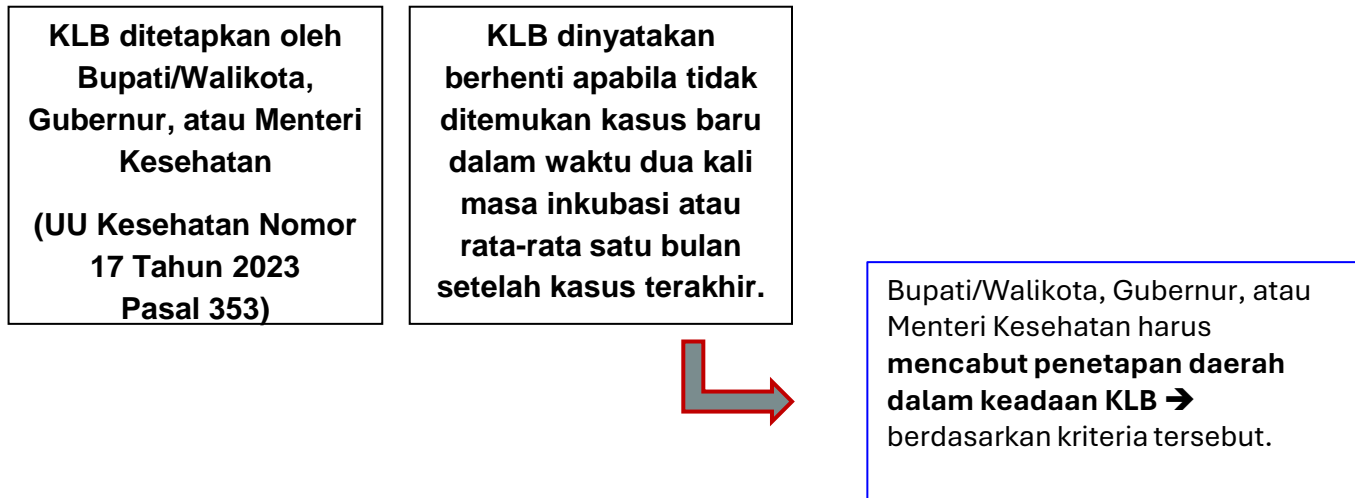 KLB ditetapkan oleh
Bupati/Walikota,
Gubernur, atau Menteri
Kesehatan
(UU Kesehatan Nomor
17 Tahun 2023
Pasal 353)
KLB dinyatakan
berhenti apabila tidak
ditemukan kasus baru
dalam waktu dua kali
masa inkubasi atau
rata-rata satu bulan
setelah kasus terakhir.
Bupati/Walikota, Gubernur, atau
Menteri Kesehatan harus
mencabut penetapan daerah
dalam keadaan KLB ➔
berdasarkan kriteria tersebut.